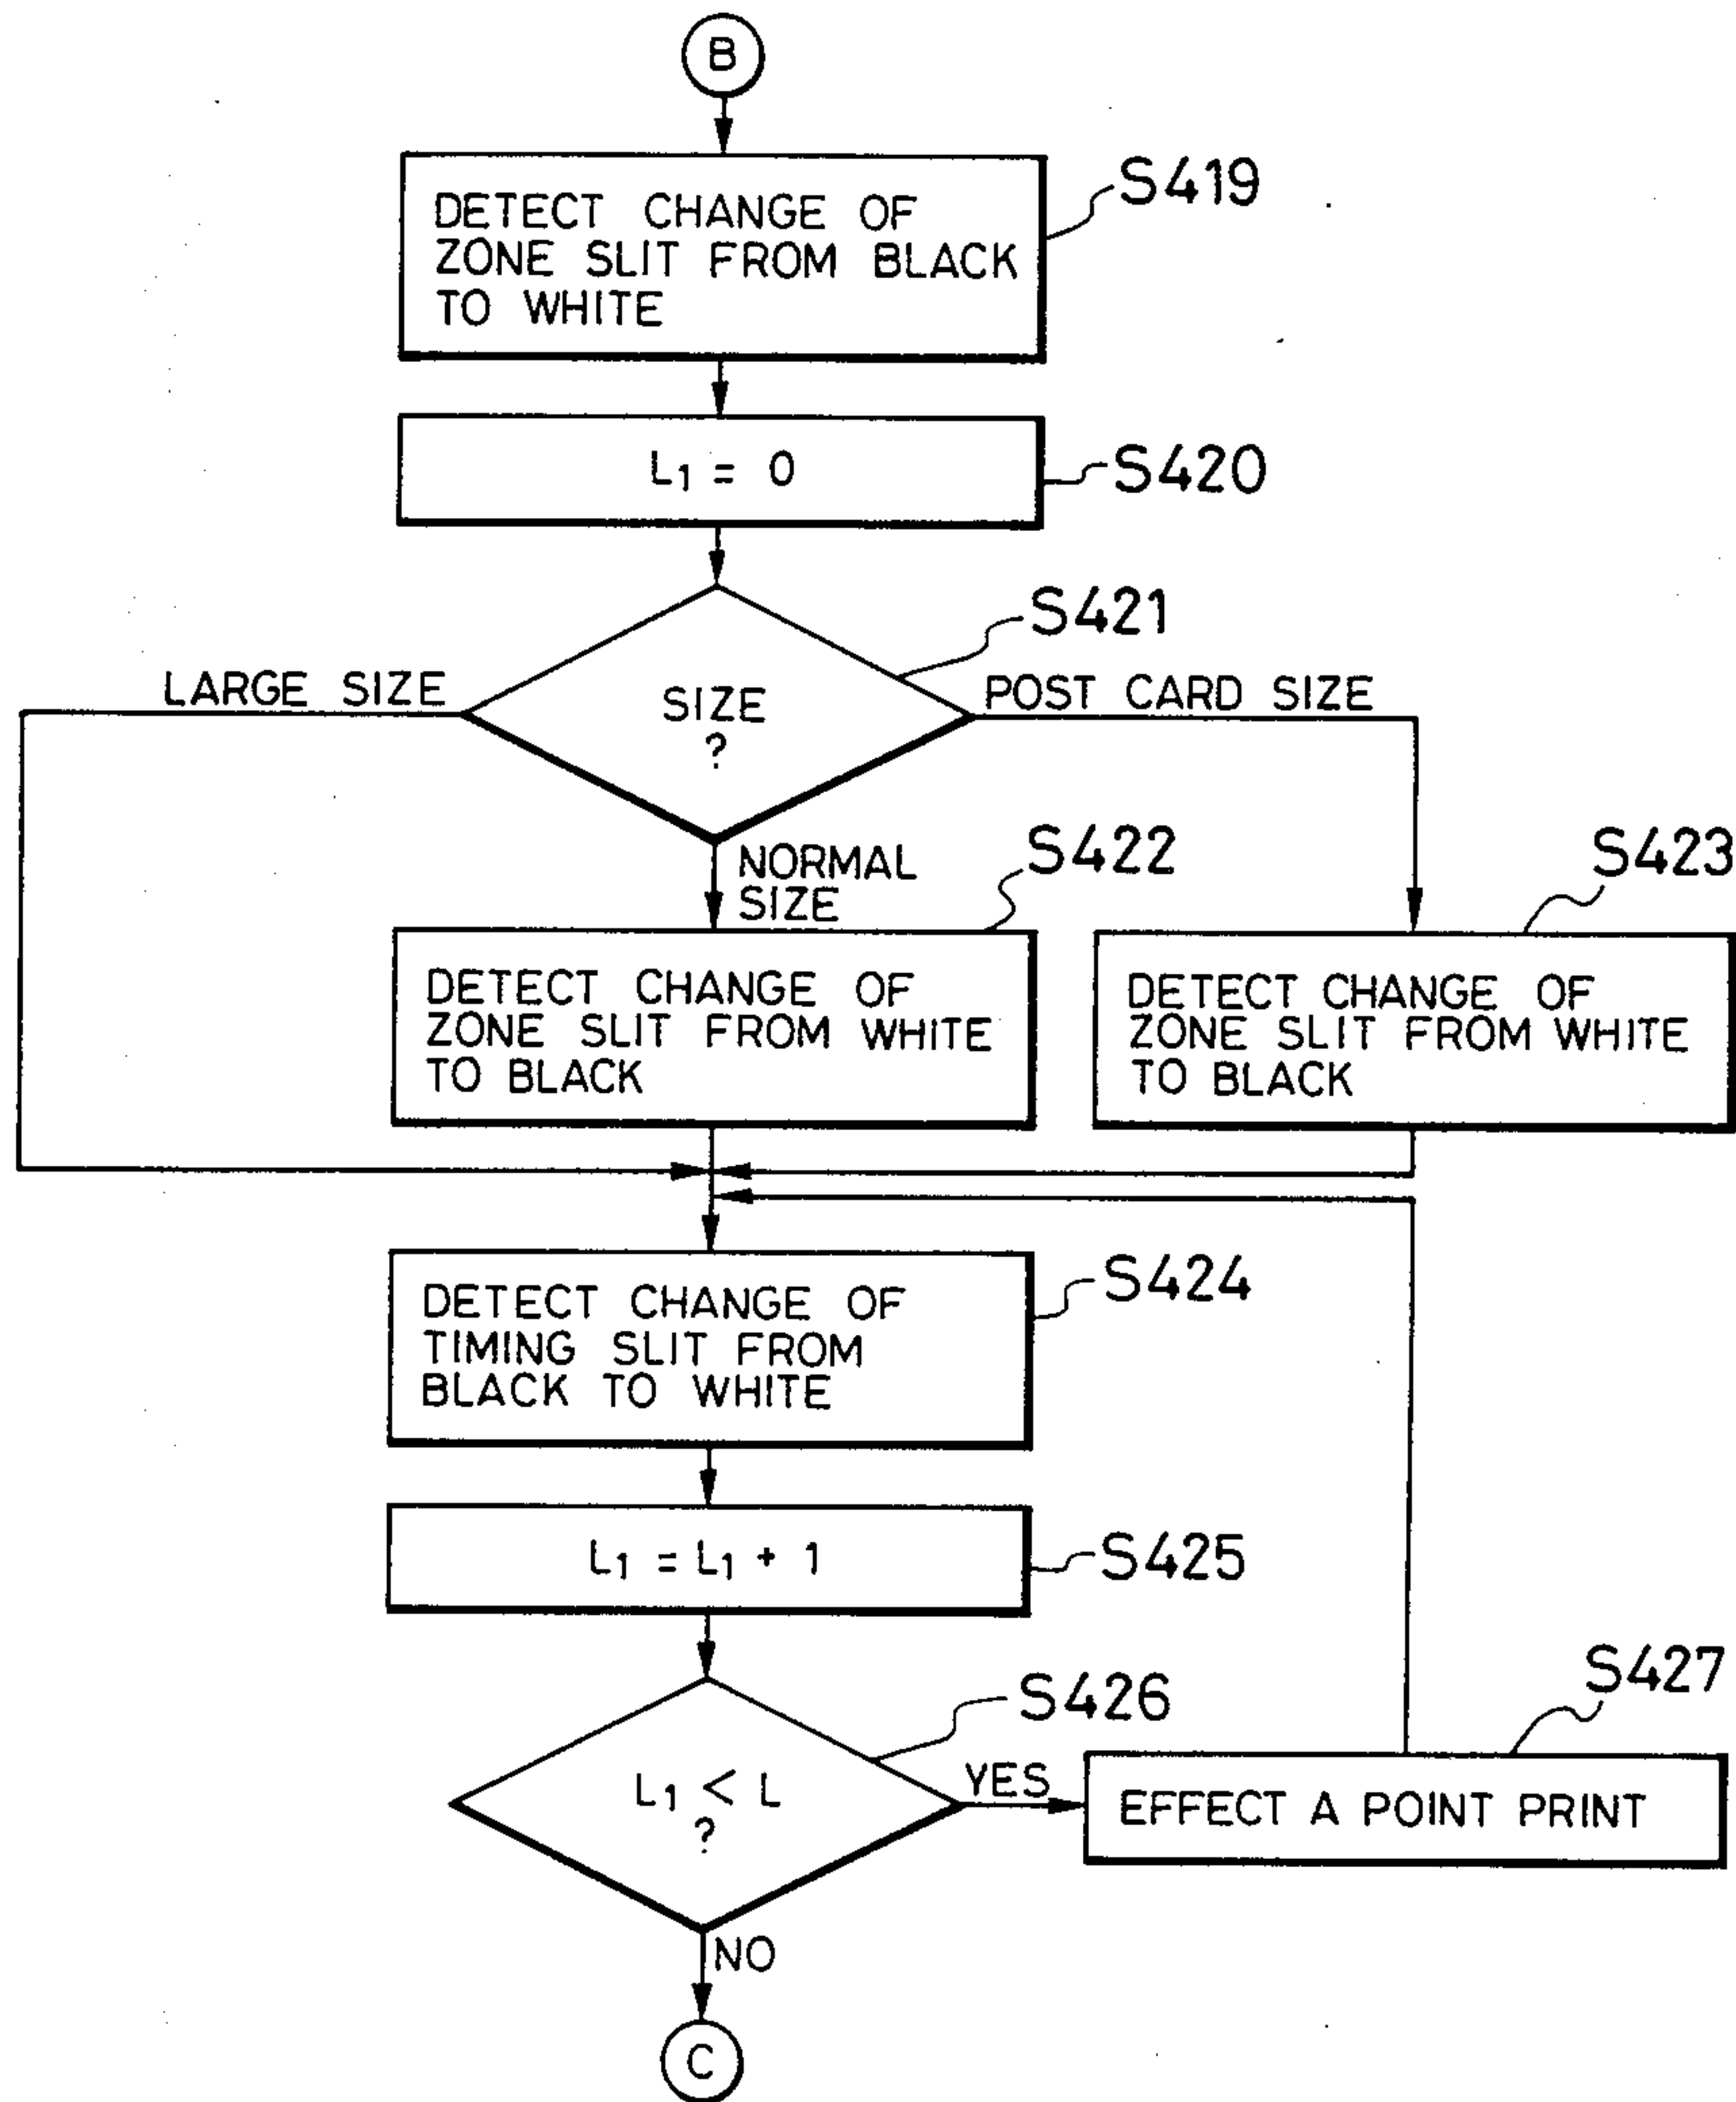 B
DETECT CHANGE OF
ZONE SLIT FROM BLACK
TO WHITE
S419
L1 = 0
S420
S421
LARGE SIZE
SIZE
?
POST CARD SIZE
NORMAL
SIZE
S422
S423
DETECT CHANGE OF
ZONE SLIT FROM WHITE
TO BLACK
DETECT CHANGE OF
ZONE SLIT FROM WHITE
TO BLACK
DETECT CHANGE OF
TIMING SLIT FROM
BLACK TO WHITE
S424
L1 = L1 + 1
S425
S426
S427
L1 < L
?
YES
EFFECT A POINT PRINT
NO
C